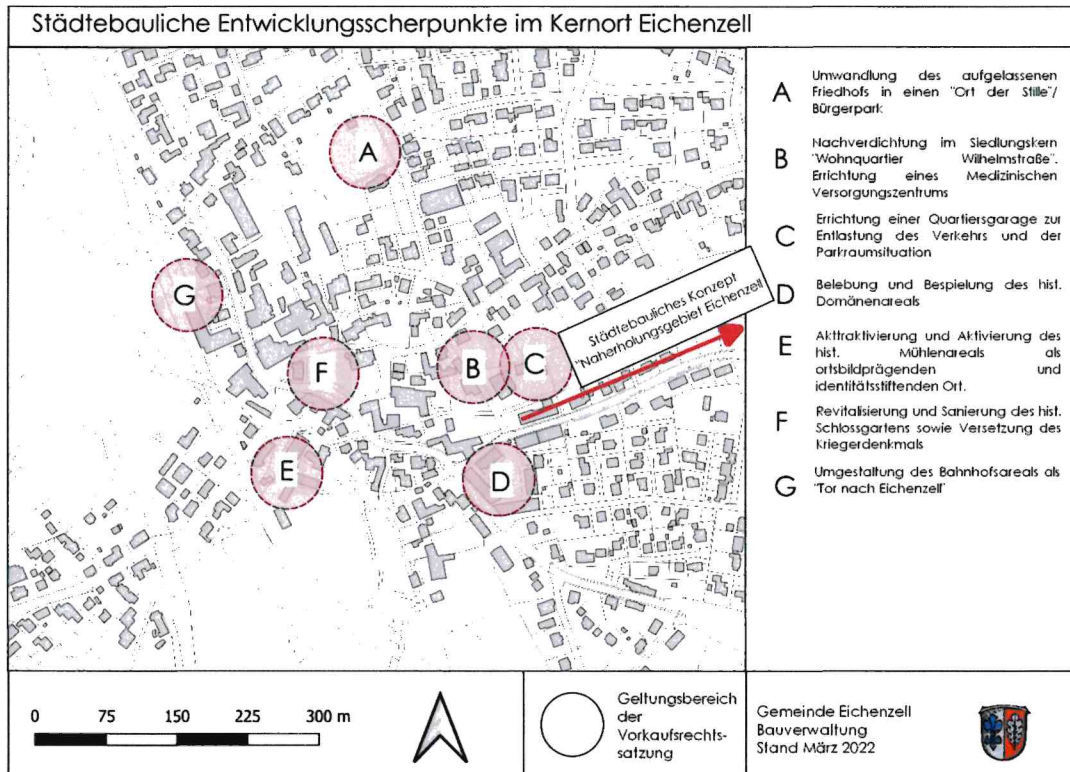 Städtebauliche Entwicklungsscherpunkte im Kernort Eichenzell
A
Umwandlung des aufgelassenen
Friedhofs in einen "Ort der Stille"/
Bürgerpark
B
Nachverdichtung im Siedlungskern
"Wohnquartier Wilhelmstraße".
Errichtung eines Medizinischen
Versorgungszentrums
C
Errichtung einer Quartiersgarage zur
Entlastung des Verkehrs und der
Parkraumsituation
D
Belebung und Bespielung des hist.
Domänenareals
E
Akttraktivierung und Aktivierung des
hist. Mühlenareals als
ortsbildprägenden und
identitätsstiftenden Ort.
F
Revitalisierung und Sanierung des hist.
Schlossgartens sowie Versetzung des
Kriegerdenkmals
G
Umgestaltung des Bahnhofsareals als
"Tor nach Eichenzell"
A
G
F
B
C
Städtebauliches Konzept
"Naherholungsgebiet Eichenzell
E
D
0 75 150 225 300 m
Geltungsbereich
der
Vorkaufsrechts-
satzung
Gemeinde Eichenzell
Bauverwaltung
Stand März 2022